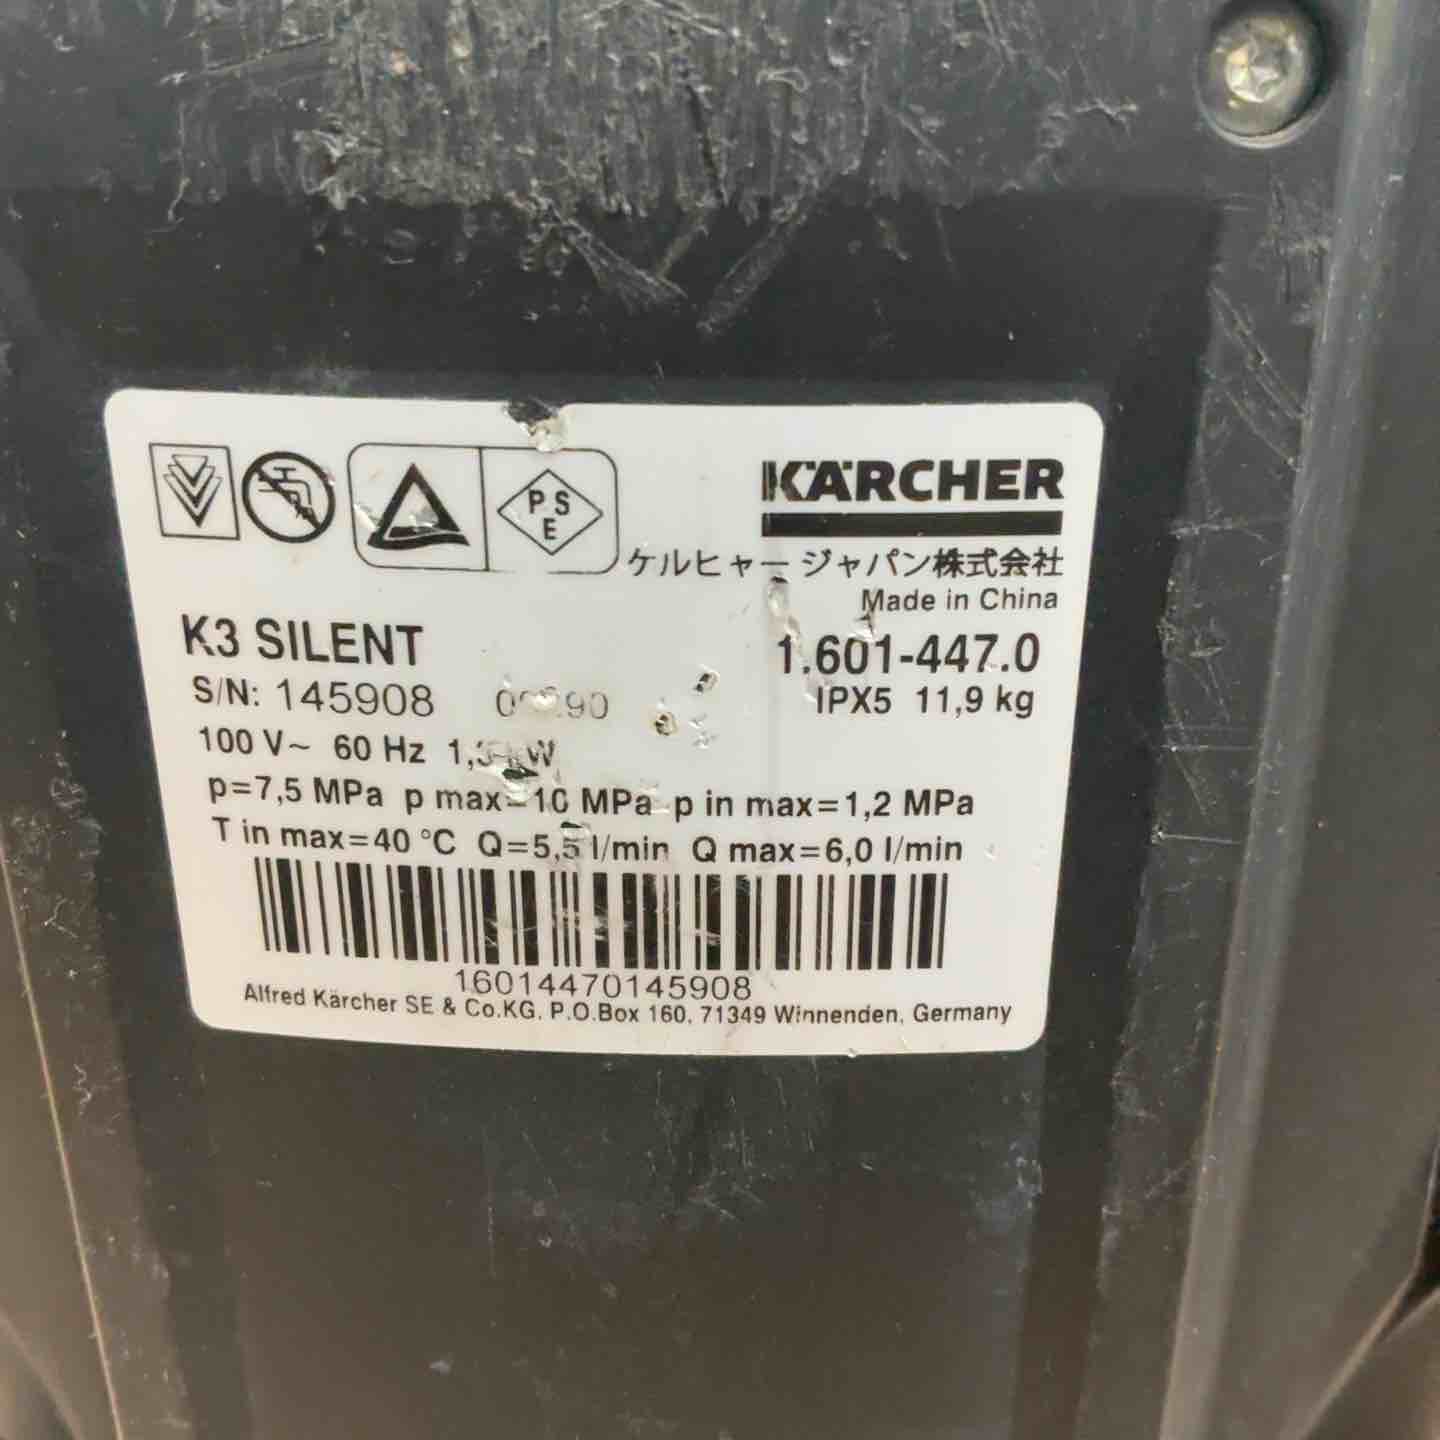 P S
E
KÄRCHER
ケルヒャー ジャパン株式会社
Made in China
K3 SILENT
1.601-447.0
S/N: 145908
IPX5 11,9 kg
100 V~ 60 Hz
p=7,5 MPa p max=10 MPa p in max=1,2 MPa
T in max=40 °C Q=5,5 l/min Q max=6,0 l/min
16014470145908
Alfred Kärcher SE & Co.KG, P.O.Box 160, 71349 Winnenden, Germany